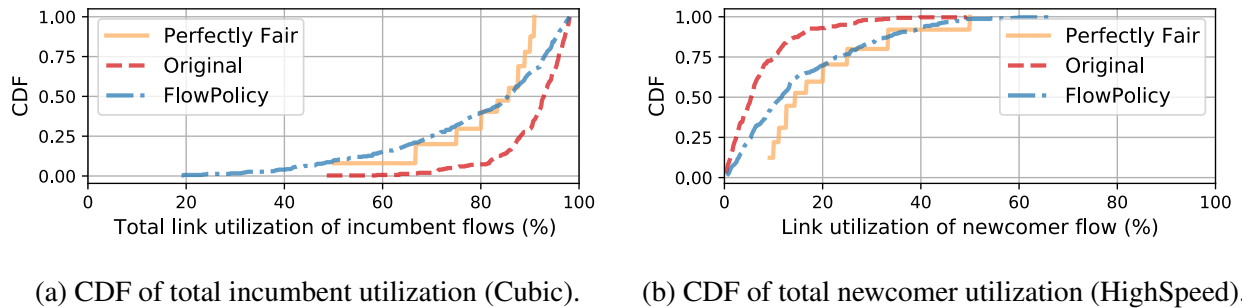 1.00
0.75
0.50
0.25
0.00
CDF
Perfectly Fair
Original
FlowPolicy
0 20 40 60 80 100
Total link utilization of incumbent flows (%)
1.00
0.75
0.50
0.25
0.00
CDF
Perfectly Fair
Original
FlowPolicy
0 20 40 60 80 100
Link utilization of newcomer flow (%)
(a) CDF of total incumbent utilization (Cubic).
(b) CDF of total newcomer utilization (HighSpeed).